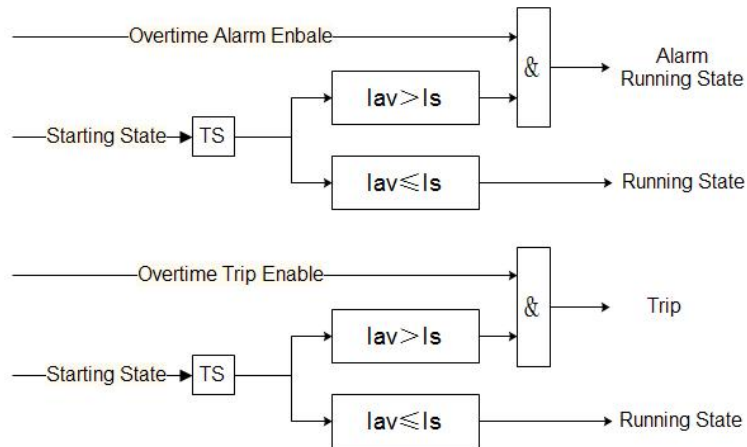 Overtime Alarm Enbale
Iav>Is
&
Alarm
Running State
Starting State
TS
Iav≤Is
Running State
Overtime Trip Enable
Iav>Is
&
Trip
Starting State
TS
Iav≤Is
Running State